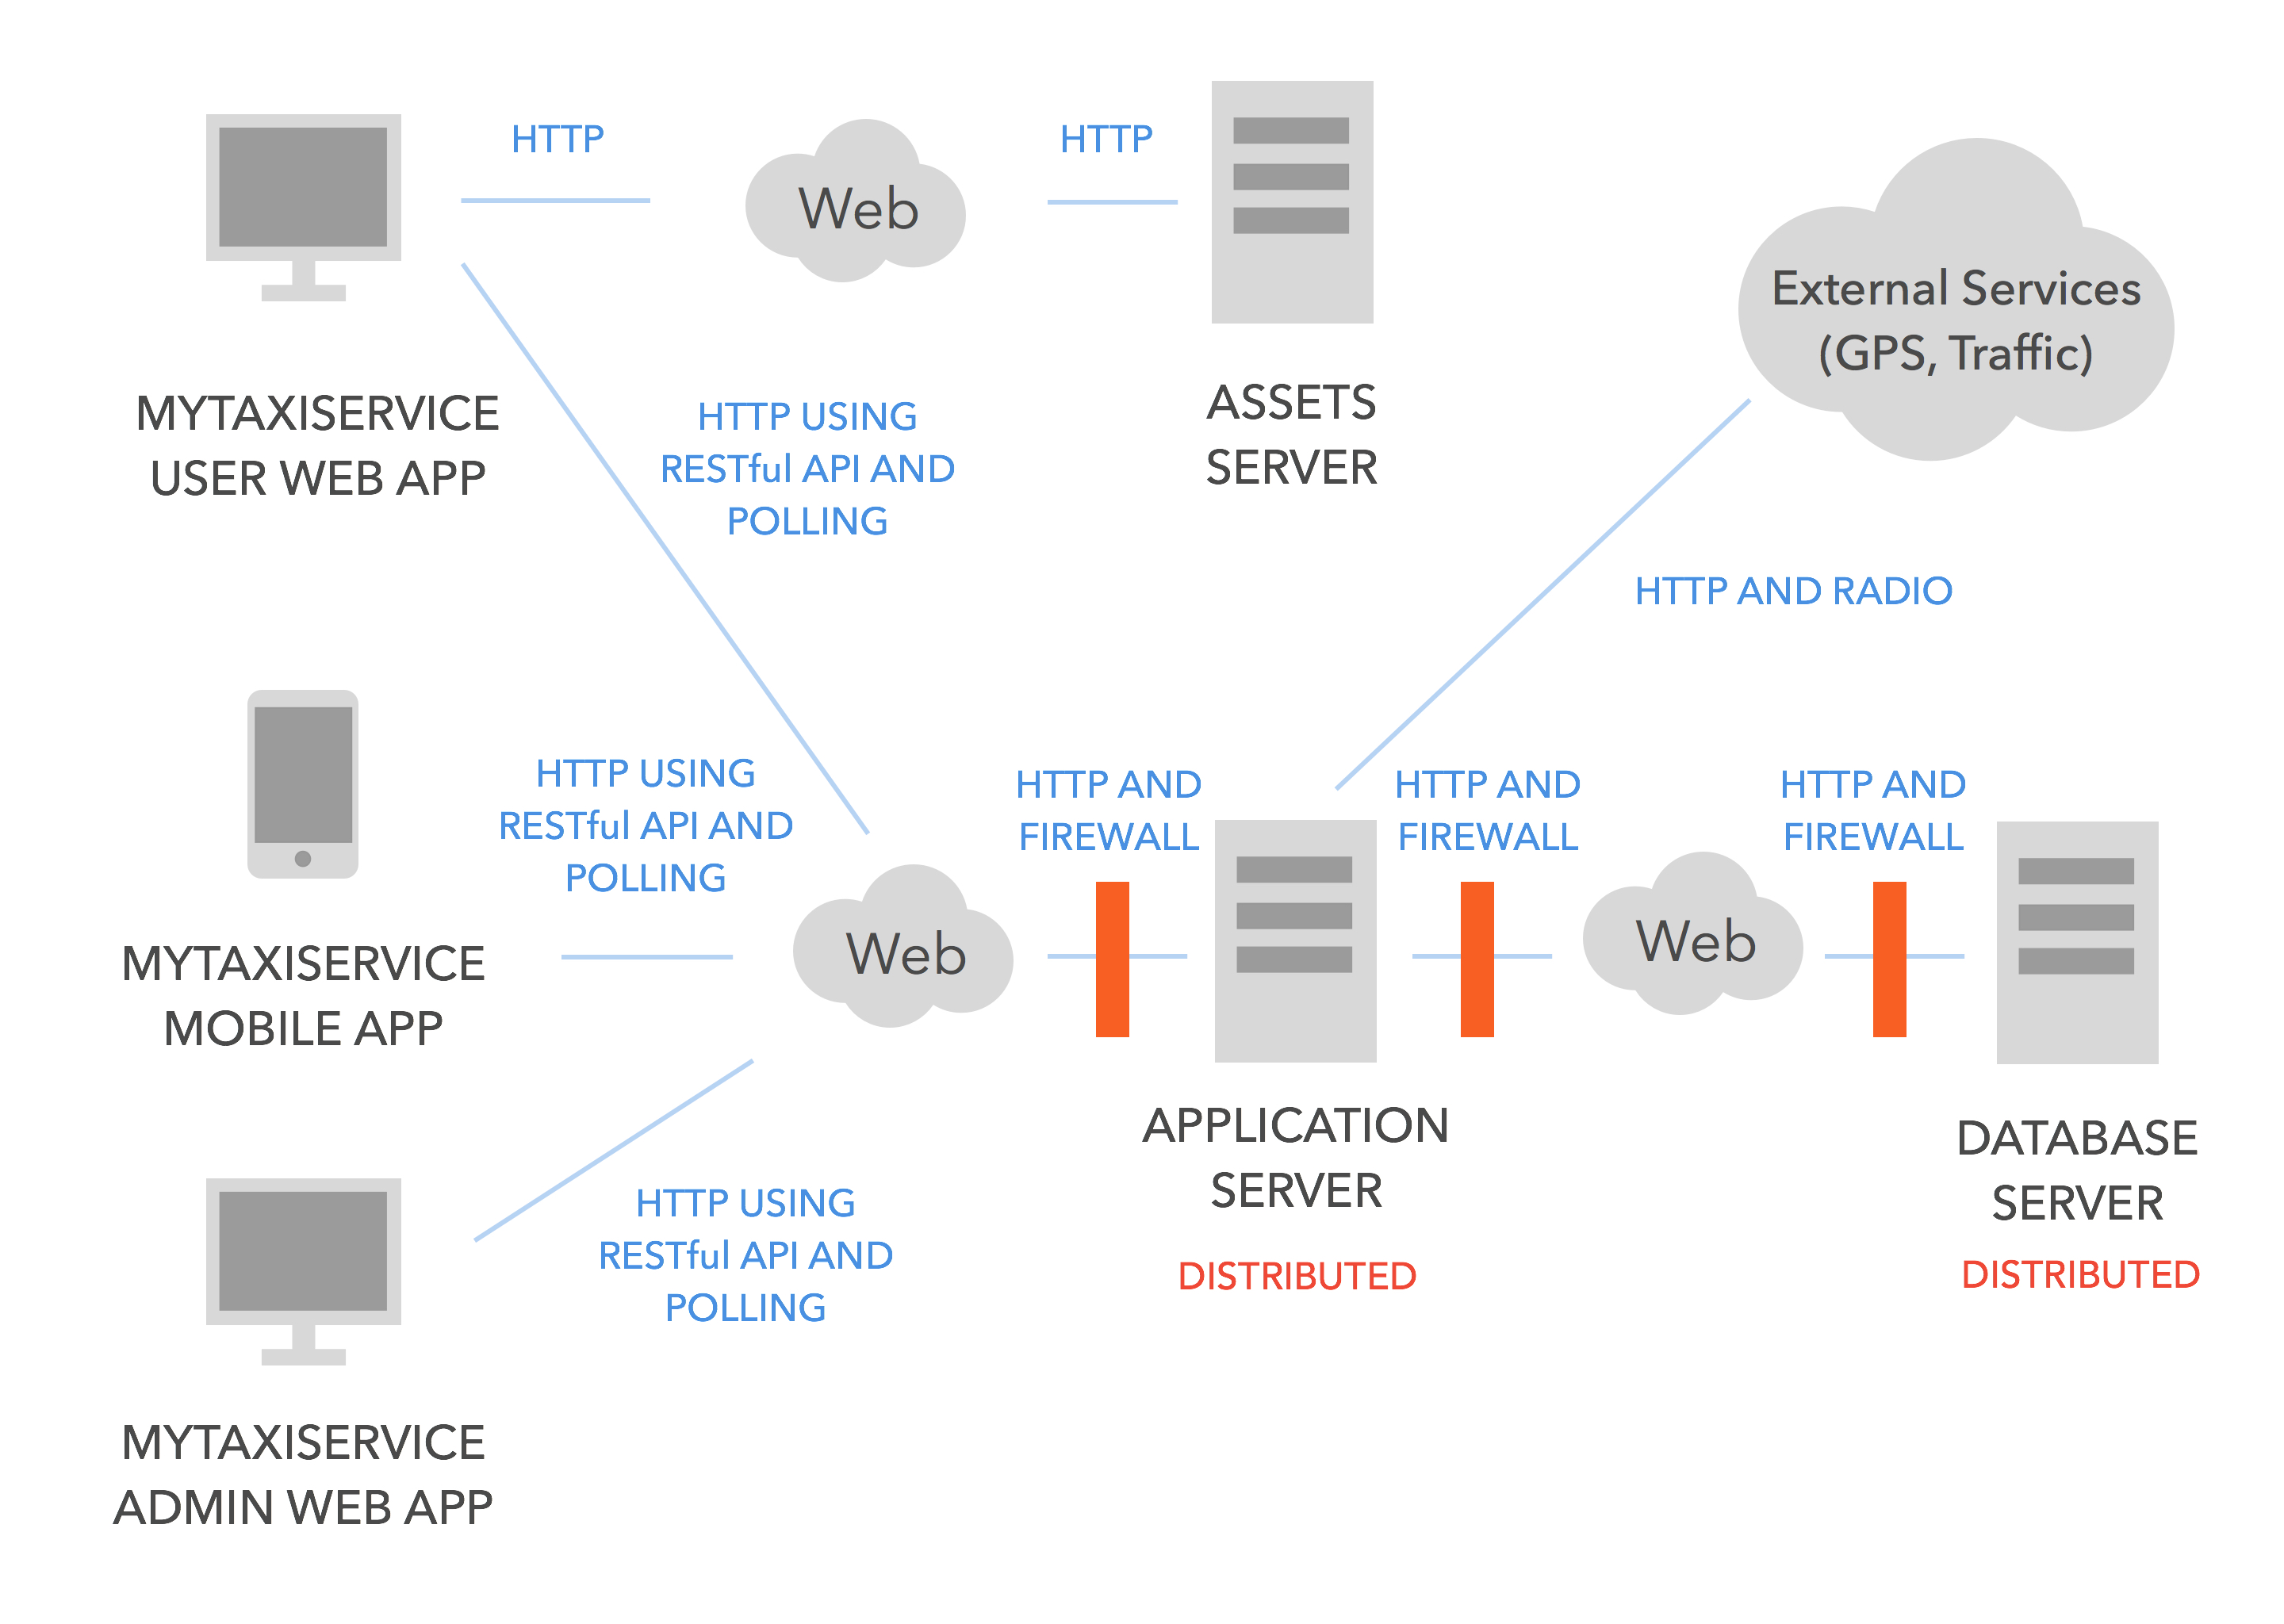 HTTP
Web
HTTP
External Services
(GPS, Traffic)
MYTAXISERVICE
USER WEB APP
HTTP USING
RESTful API AND
POLLING
ASSETS
SERVER
HTTP AND RADIO
HTTP USING
RESTful API AND
POLLING
HTTP AND
FIREWALL
HTTP AND
FIREWALL
HTTP AND
FIREWALL
MYTAXISERVICE
MOBILE APP
Web
Web
APPLICATION
SERVER
DISTRIBUTED
DATABASE
SERVER
DISTRIBUTED
HTTP USING
RESTful API AND
POLLING
MYTAXISERVICE
ADMIN WEB APP